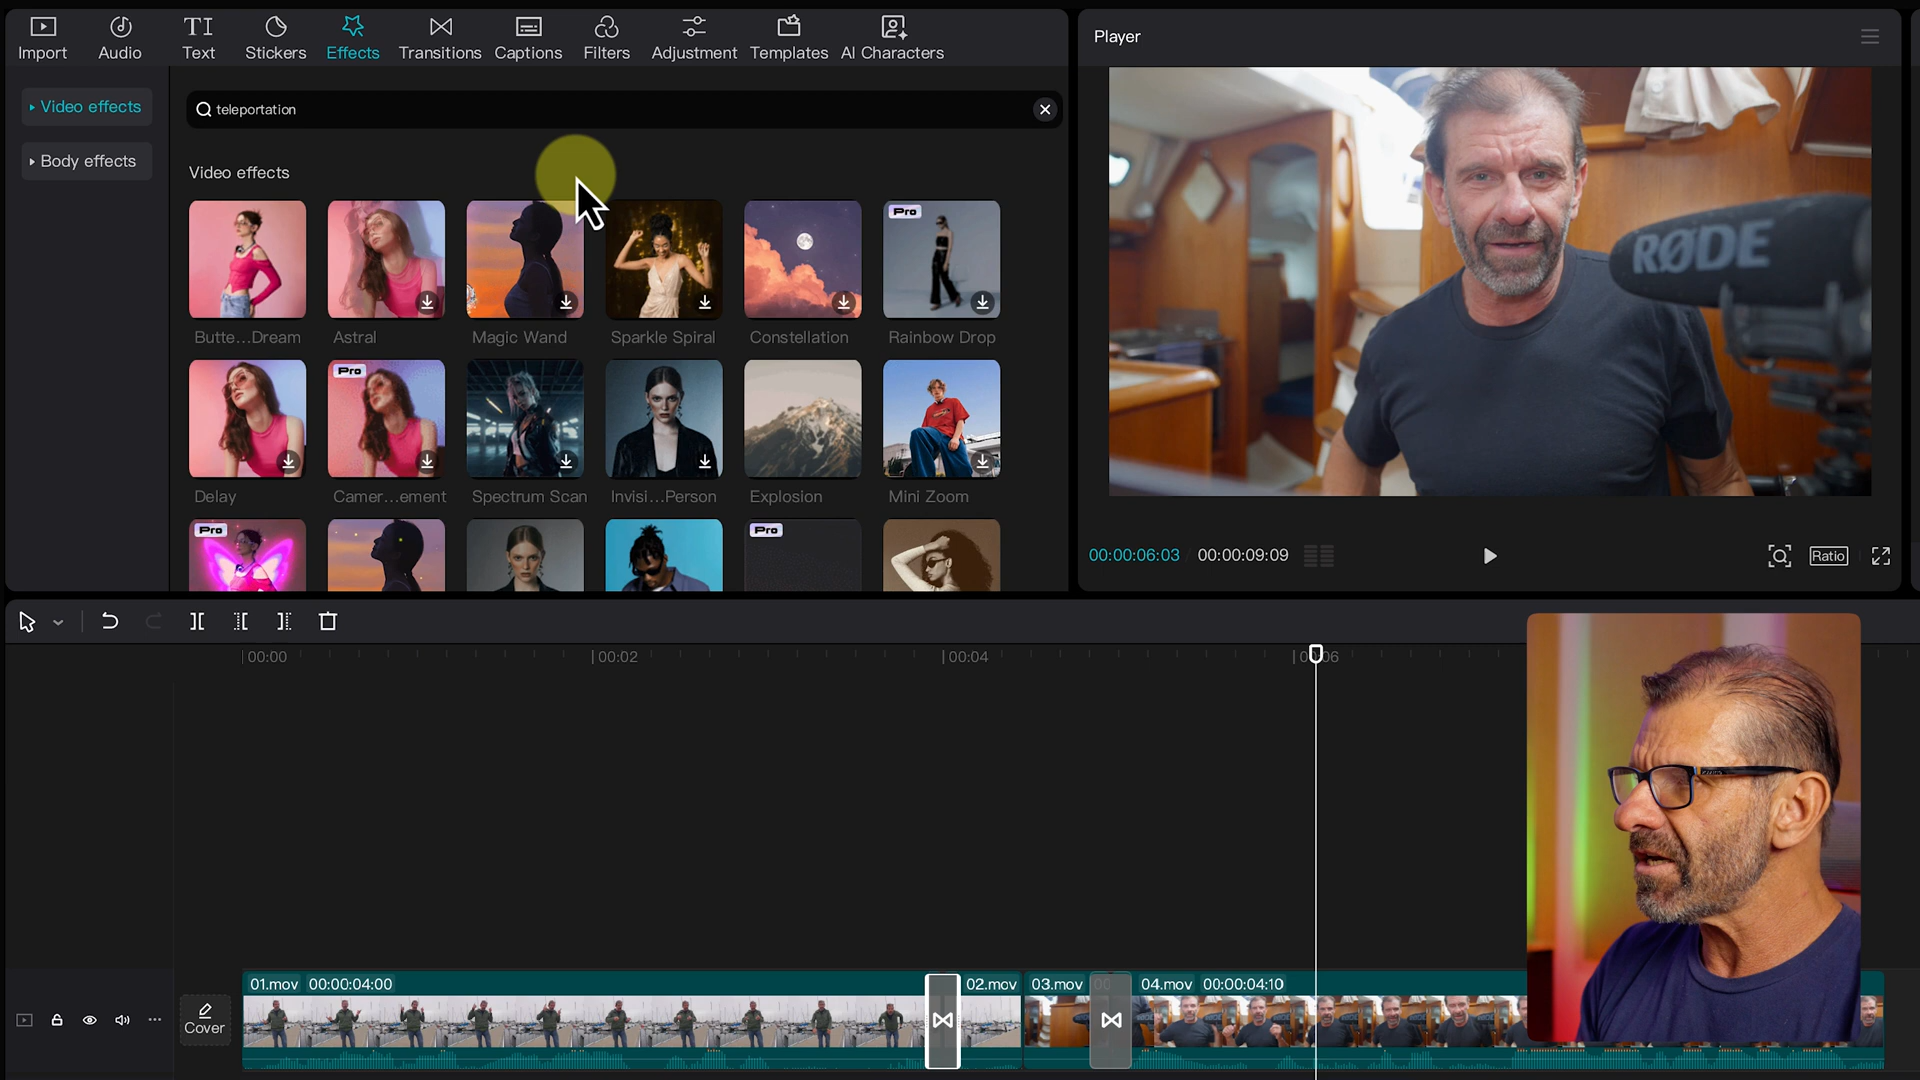 Import Audio Text Stickers Effects Transitions Captions Filters Adjustment Templates AI Characters
Video effects
Body effects
teleportation
Video effects
Pro
Butte...Dream Astral Magic Wand Sparkle Spiral Constellation Rainbow Drop
Pro
Delay Camer...ement Spectrum Scan Invisi...Person Explosion Mini Zoom
Pro Pro
Player
RØDE
00:00:06:03 00:00:09:09
Ratio
00:00 00:02 00:04
Cover
01.mov 00:00:04:00 02.mov 03.mov 04.mov 00:00:04:10